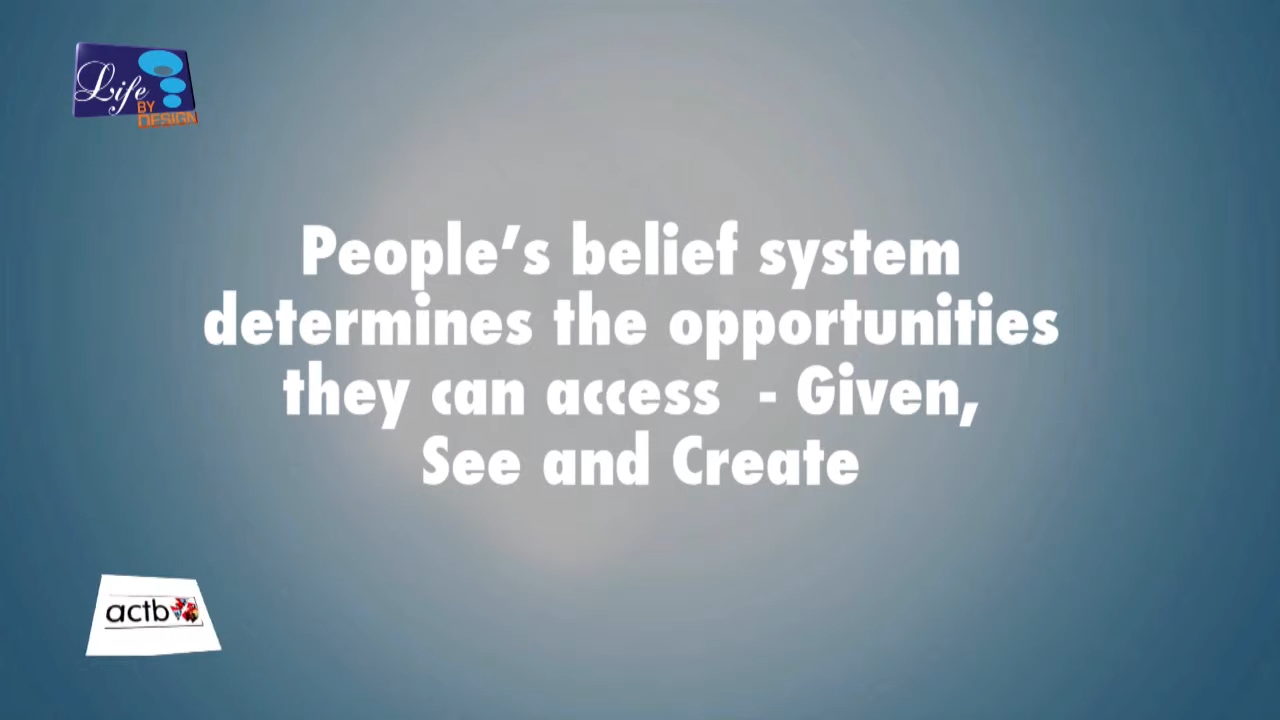 Life
BY
DESIGN
People’s belief system
determines the opportunities
they can access - Given,
See and Create
actb